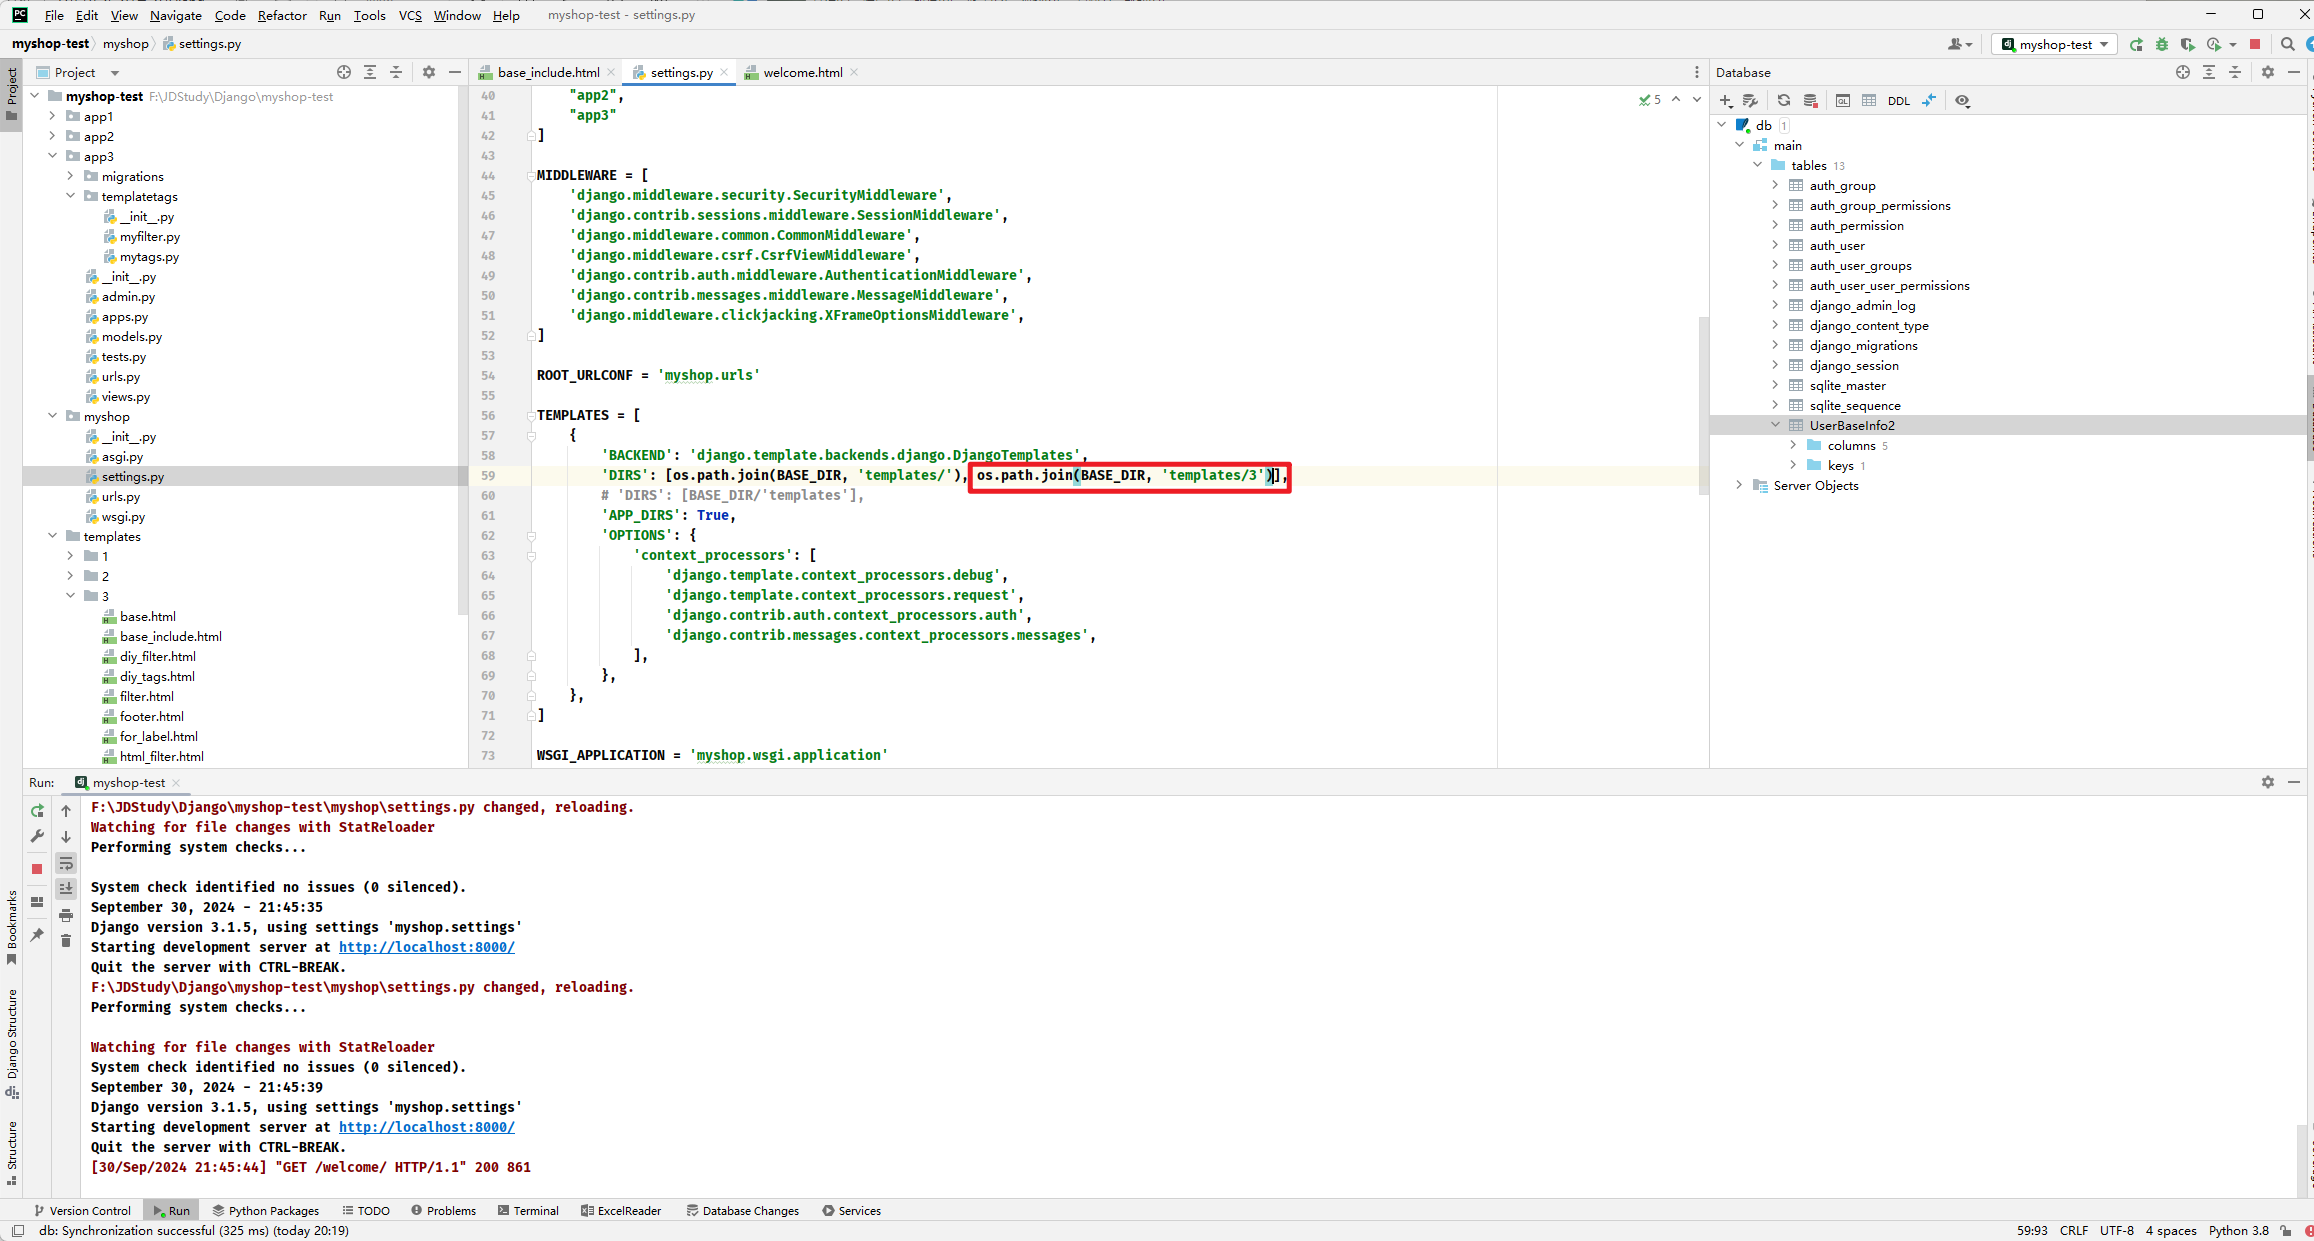 File Edit View Navigate Code Refactor Run Tools VCS Window Help myshop-test - settings.py
myshop-test myshop settings.py
myshop-test
Project
Project
myshop-test F:\JDStudy\Django\myshop-test
app1
app2
app3
migrations
templatetags
__init__.py
myfilter.py
mytags.py
__init__.py
admin.py
apps.py
models.py
tests.py
urls.py
views.py
myshop
__init__.py
asgi.py
settings.py
urls.py
wsgi.py
templates
1
2
3
base.html
base_include.html
diy_filter.html
diy_tags.html
filter.html
footer.html
for_label.html
html_filter.html
base_include.html settings.py welcome.html
5
40 "app2",
41 "app3"
42 ]
43
44 MIDDLEWARE = [
45 'django.middleware.security.SecurityMiddleware',
46 'django.contrib.sessions.middleware.SessionMiddleware',
47 'django.middleware.common.CommonMiddleware',
48 'django.middleware.csrf.CsrfViewMiddleware',
49 'django.contrib.auth.middleware.AuthenticationMiddleware',
50 'django.contrib.messages.middleware.MessageMiddleware',
51 'django.middleware.clickjacking.XFrameOptionsMiddleware',
52 ]
53
54 ROOT_URLCONF = 'myshop.urls'
55
56 TEMPLATES = [
57 {
58 'BACKEND': 'django.template.backends.django.DjangoTemplates',
59 'DIRS': [os.path.join(BASE_DIR, 'templates/'), os.path.join(BASE_DIR, 'templates/3')],
60 # 'DIRS': [BASE_DIR/'templates'],
61 'APP_DIRS': True,
62 'OPTIONS': {
63 'context_processors': [
64 'django.template.context_processors.debug',
65 'django.template.context_processors.request',
66 'django.contrib.auth.context_processors.auth',
67 'django.contrib.messages.context_processors.messages',
68 ],
69 },
70 },
71 ]
72
73 WSGI_APPLICATION = 'myshop.wsgi.application'
Database
DDL
db 1
main
tables 13
auth_group
auth_group_permissions
auth_permission
auth_user
auth_user_groups
auth_user_user_permissions
django_admin_log
django_content_type
django_migrations
django_session
sqlite_master
sqlite_sequence
UserBaseInfo2
columns 5
keys 1
Server Objects
Run: myshop-test
F:\JDStudy\Django\myshop-test\myshop\settings.py changed, reloading.
Watching for file changes with StatReloader
Performing system checks...
System check identified no issues (0 silenced).
September 30, 2024 - 21:45:35
Django version 3.1.5, using settings 'myshop.settings'
Starting development server at http://localhost:8000/
Quit the server with CTRL-BREAK.
F:\JDStudy\Django\myshop-test\myshop\settings.py changed, reloading.
Performing system checks...
Watching for file changes with StatReloader
System check identified no issues (0 silenced).
September 30, 2024 - 21:45:39
Django version 3.1.5, using settings 'myshop.settings'
Starting development server at http://localhost:8000/
Quit the server with CTRL-BREAK.
[30/Sep/2024 21:45:44] "GET /welcome/ HTTP/1.1" 200 861
Bookmarks
Django Structure
Structure
Version Control Run Python Packages TODO Problems Terminal ExcelReader Database Changes Services
db: Synchronization successful (325 ms) (today 20:19) 59:93 CRLF UTF-8 4 spaces Python 3.8